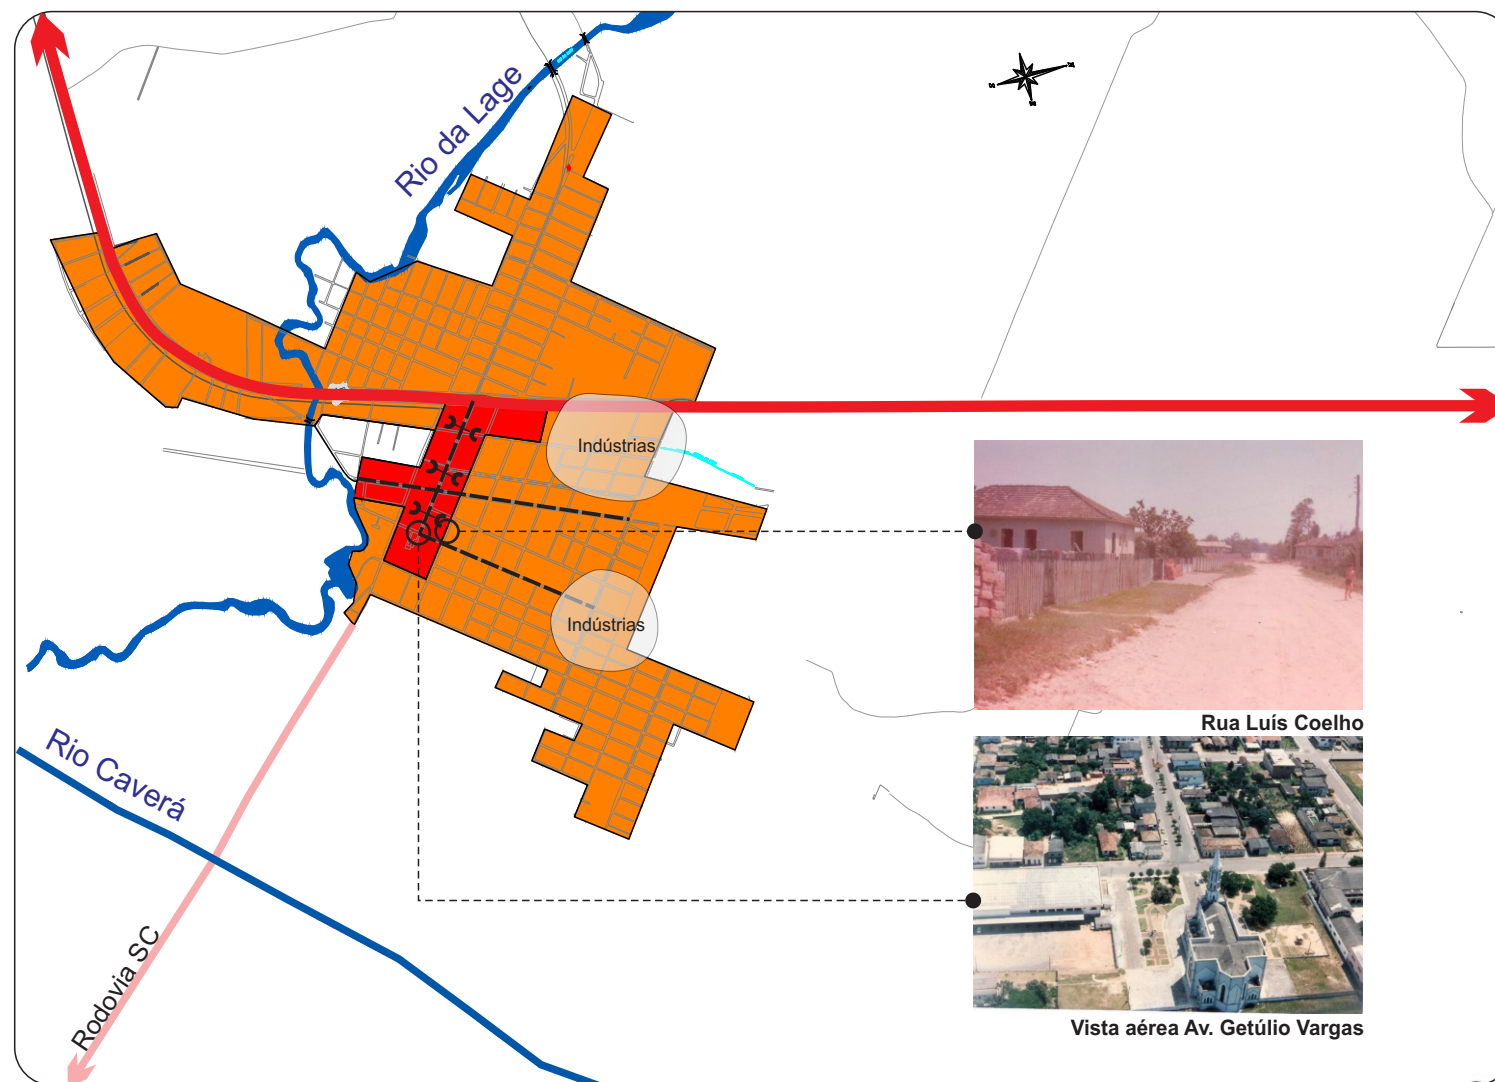 Rio da Lage
Indústrias
Indústrias
Rua Luís Coelho
Rio Caverá
Rodovia SC
Vista aérea Av. Getúlio Vargas